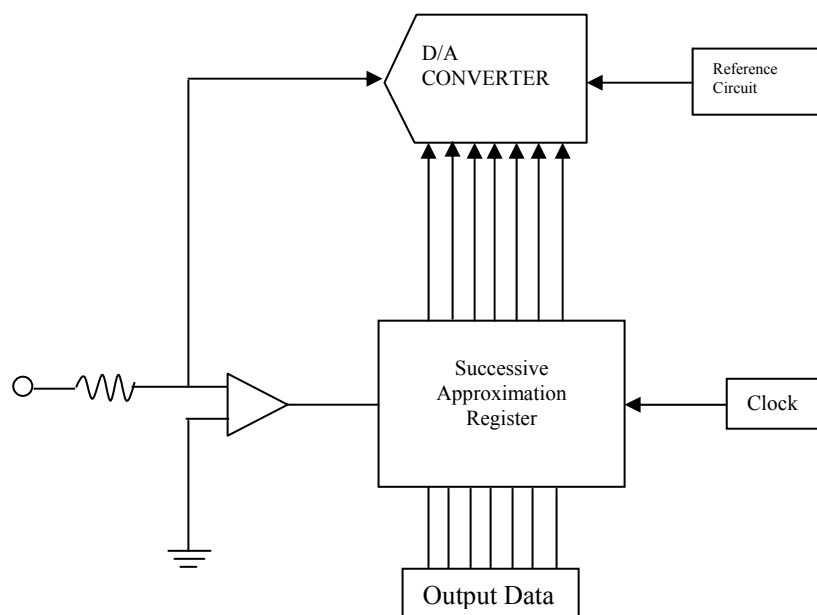 D/A
CONVERTER
Reference
Circuit
Successive
Approximation
Register
Clock
Output Data